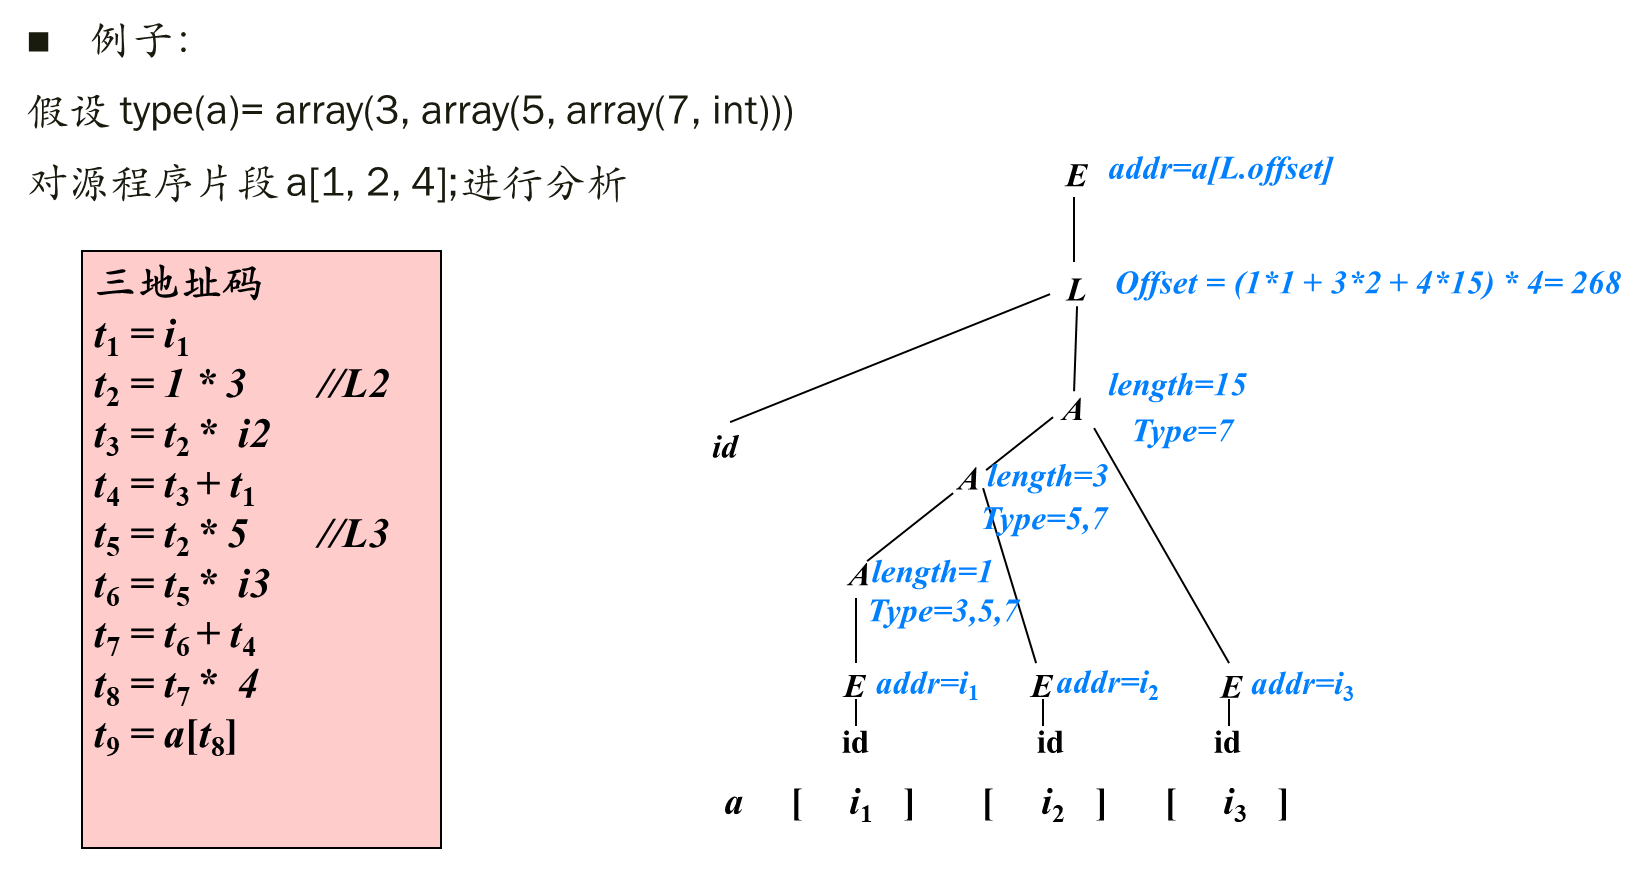 ■ 例子:
假设 type(a)= array(3, array(5, array(7, int)))
对源程序片段 a[1, 2, 4];进行分析
三地址码
t₁ = i₁
t₂ = 1 * 3 //L2
t₃ = t₂ * i2
t₄ = t₃ + t₁
t₅ = t₂ * 5 //L3
t₆ = t₅ * i3
t₇ = t₆ + t₄
t₈ = t₇ * 4
t₉ = a[t₈]
E addr=a[L.offset]
L Offset = (1*1 + 3*2 + 4*15) * 4= 268
length=15
A
Type=7
id
A length=3
Type=5,7
A length=1
Type=3,5,7
E addr=i₁ E addr=i₂ E addr=i₃
id id id
a [ i₁ ] [ i₂ ] [ i₃ ]